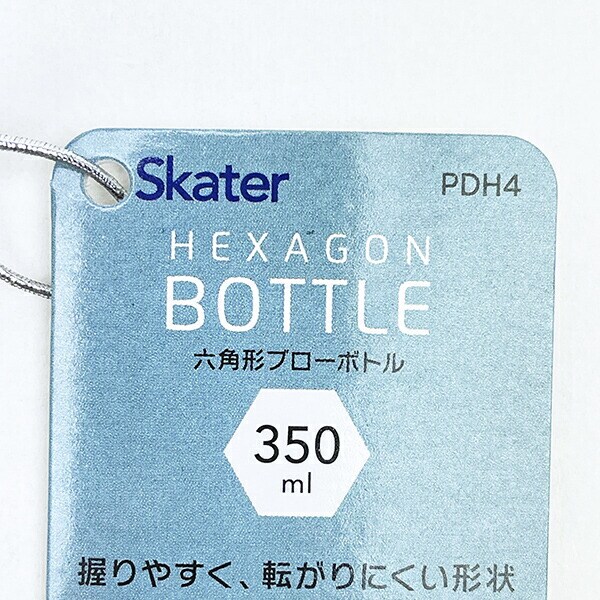 Skater
PDH4
HEXAGON
BOTTLE
六角形ブローボトル
350
ml
握りやすく、転がりにくい形状